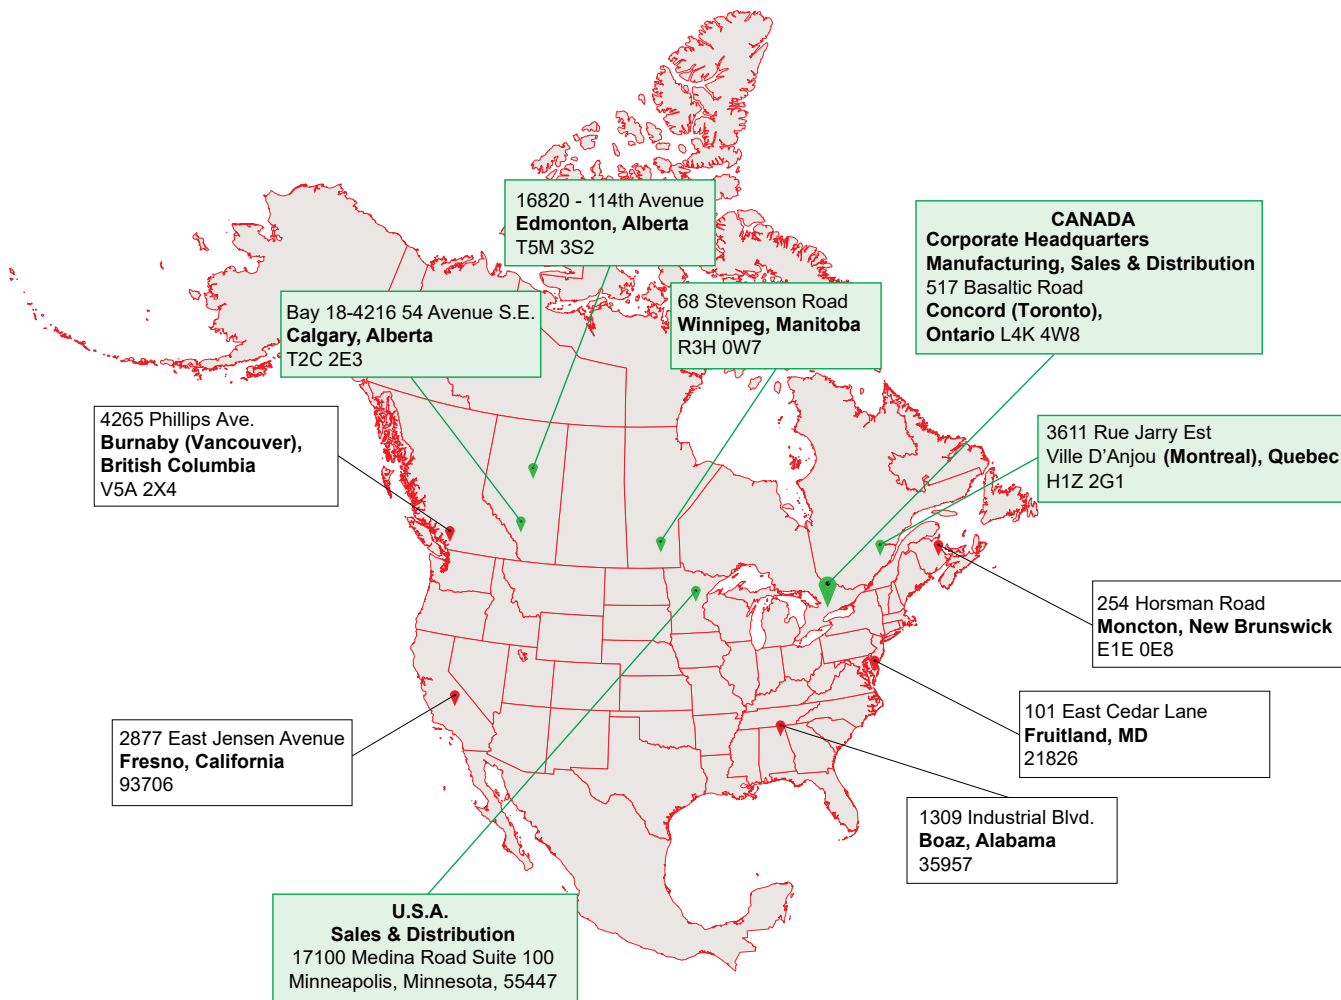 16820 - 114th Avenue
Edmonton, Alberta
T5M 3S2
CANADA
Corporate Headquarters
Manufacturing, Sales & Distribution
517 Basaltic Road
Concord (Toronto),
Ontario L4K 4W8
Bay 18-4216 54 Avenue S.E.
Calgary, Alberta
T2C 2E3
68 Stevenson Road
Winnipeg, Manitoba
R3H 0W7
4265 Phillips Ave.
Burnaby (Vancouver),
British Columbia
V5A 2X4
3611 Rue Jarry Est
Ville D’Anjou (Montreal), Quebec
H1Z 2G1
254 Horsman Road
Moncton, New Brunswick
E1E 0E8
101 East Cedar Lane
Fruitland, MD
21826
2877 East Jensen Avenue
Fresno, California
93706
1309 Industrial Blvd.
Boaz, Alabama
35957
U.S.A.
Sales & Distribution
17100 Medina Road Suite 100
Minneapolis, Minnesota, 55447